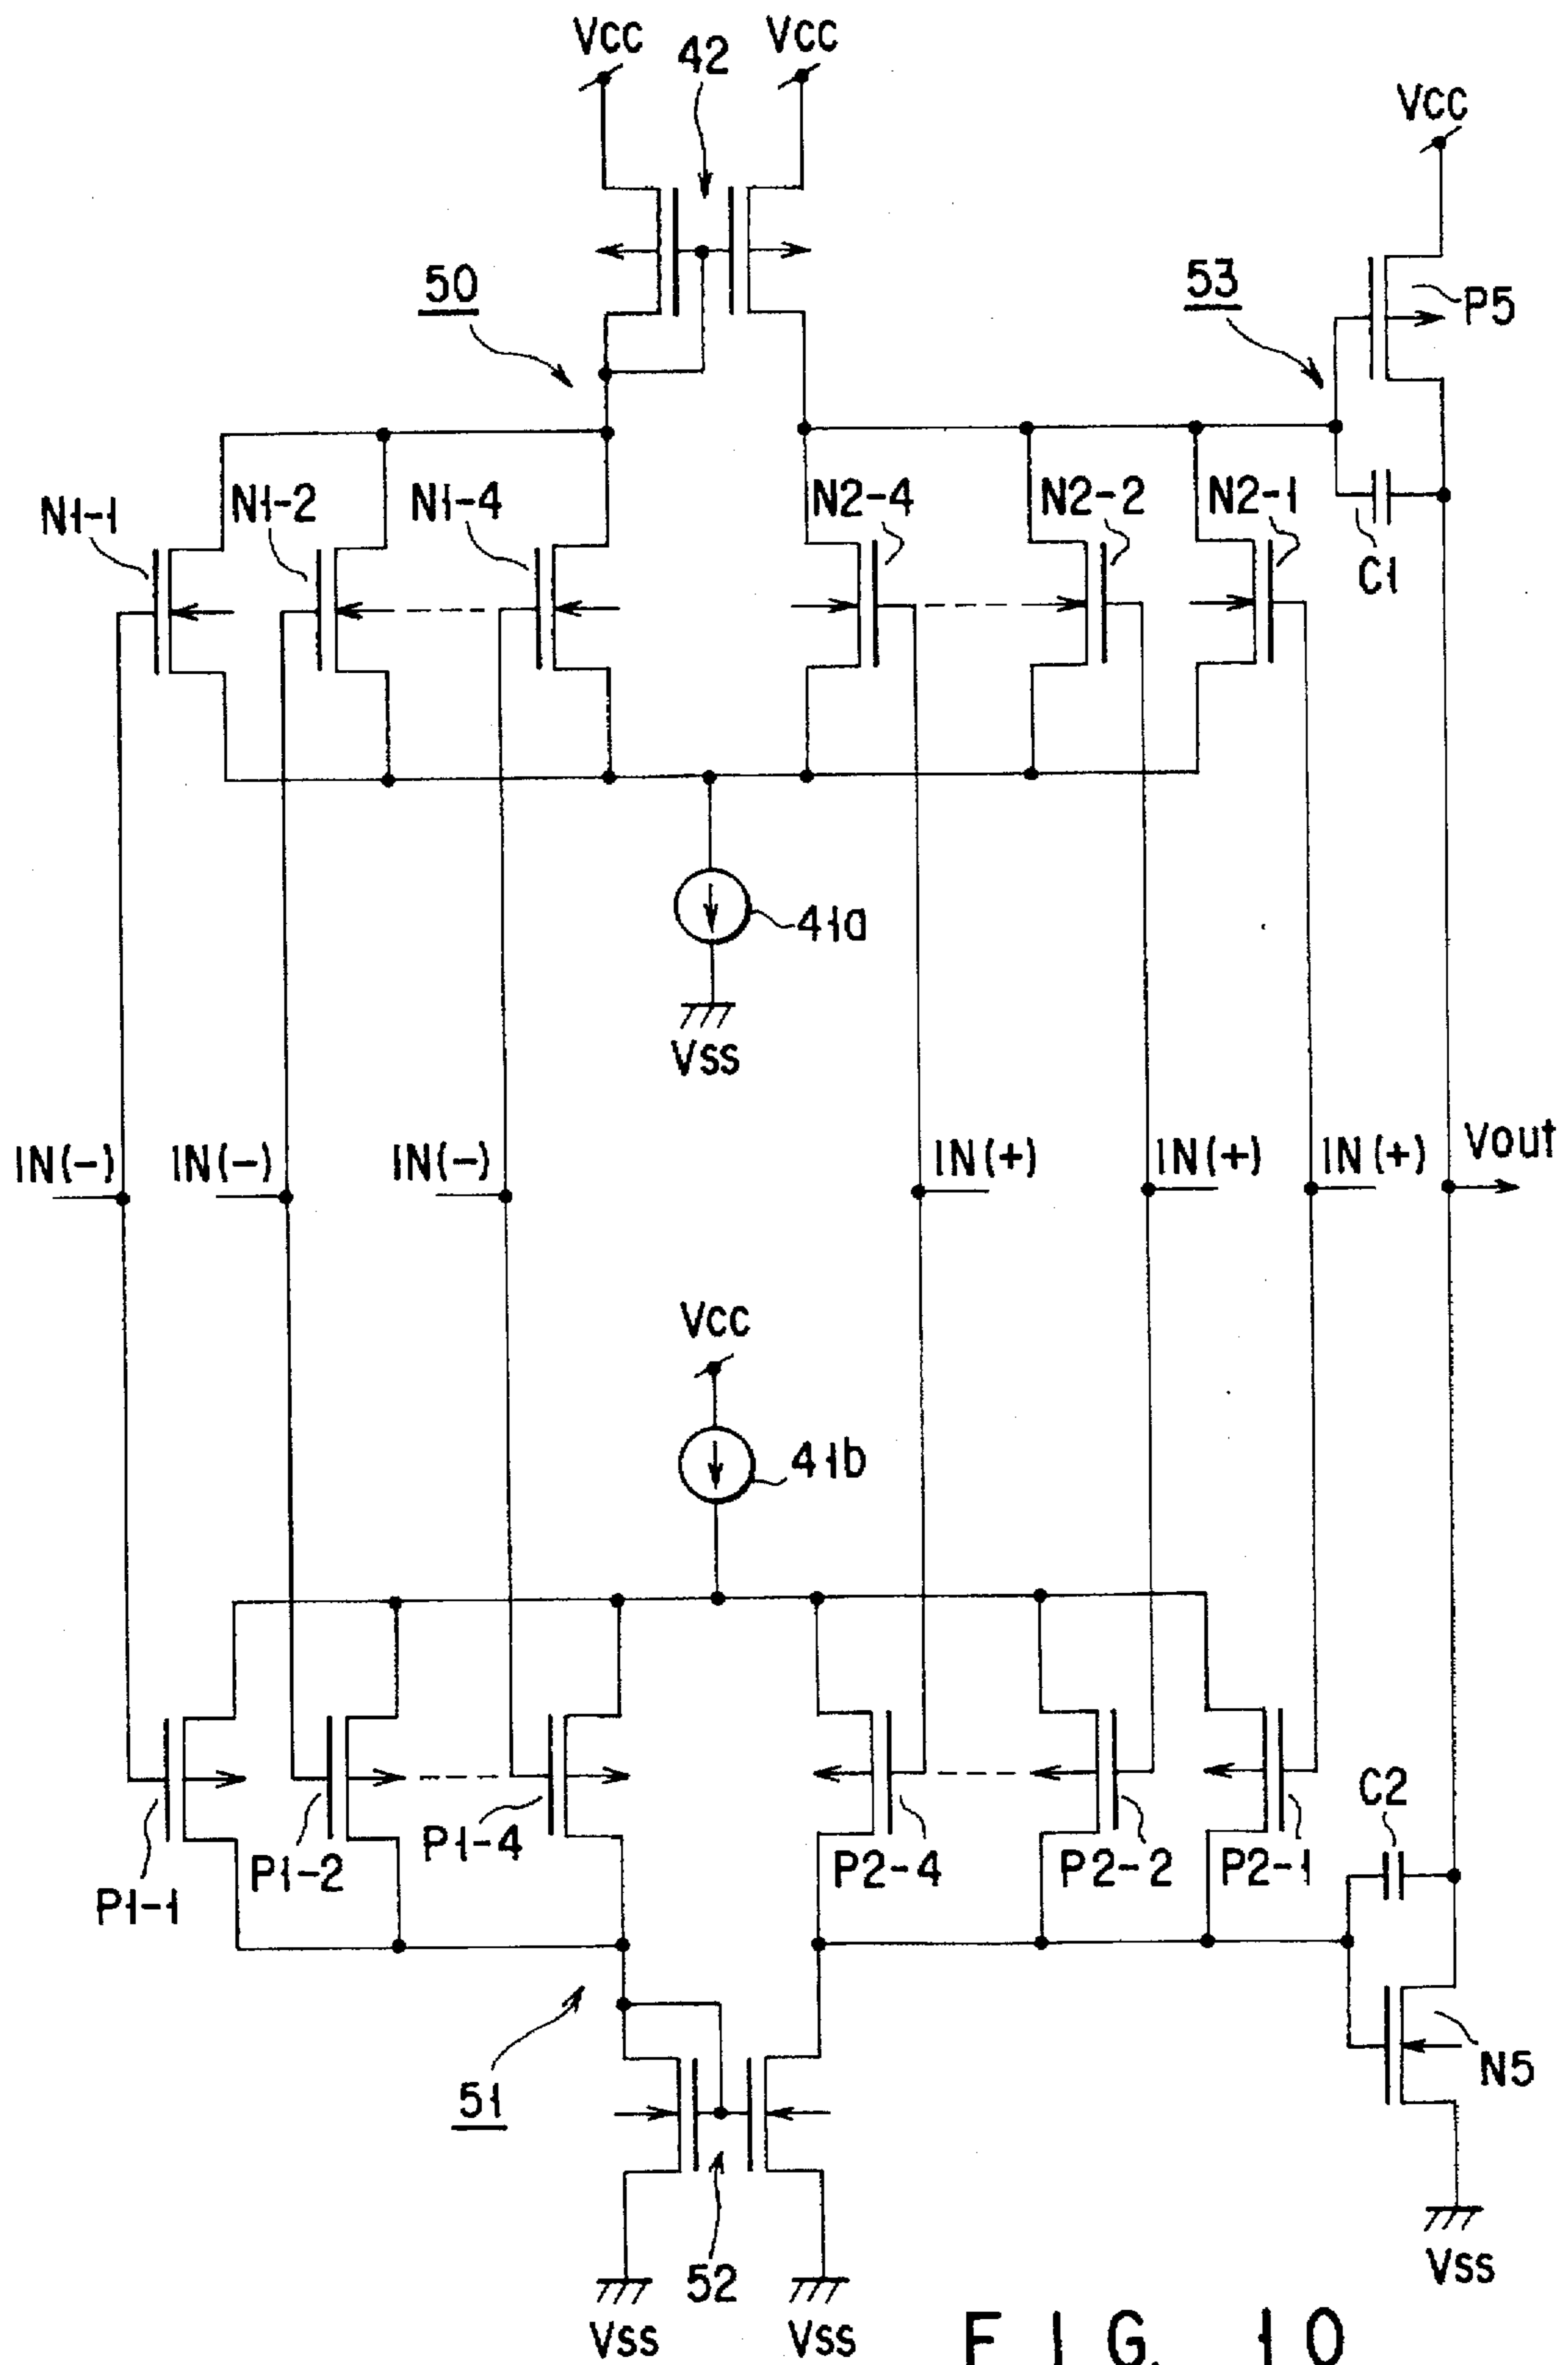 Vcc
42
Vcc
Vcc
50
53
P5
N1-1
N1-2
N1-4
N2-4
N2-2
N2-1
C1
41a
Vss
IN(-)
IN(-)
IN(-)
IN(+)
IN(+)
IN(+)
Vout
Vcc
41b
P1-1
P1-2
P1-4
P2-4
P2-2
P2-1
C2
51
N5
52
Vss
Vss
Vss
FIG. 10